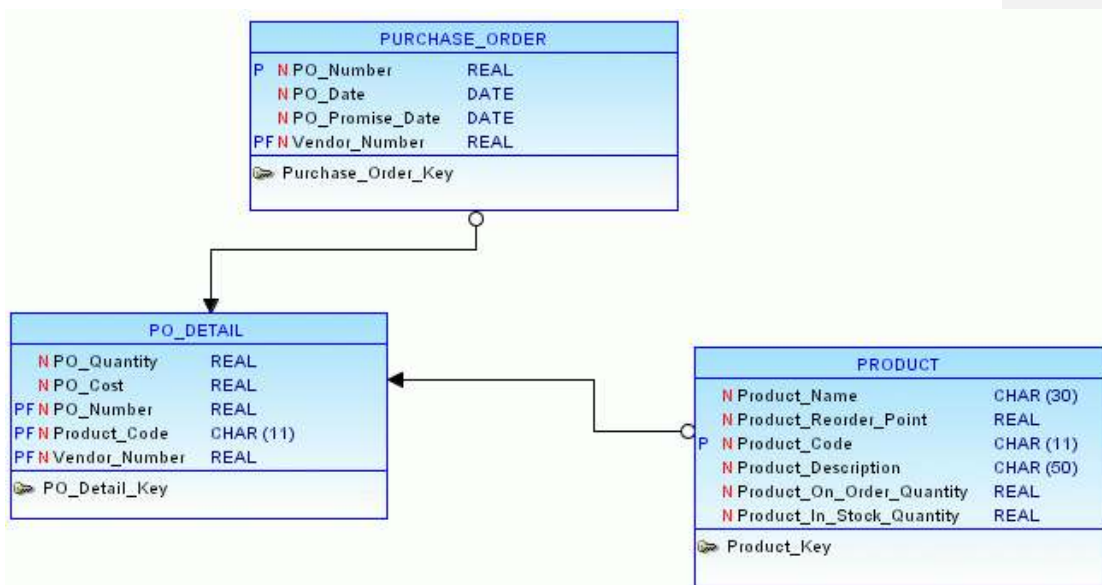 PURCHASE_ORDER
P N PO_Number REAL
N PO_Date DATE
N PO_Promise_Date DATE
PF N Vendor_Number REAL
Purchase_Order_Key
PO_DETAIL
N PO_Quantity REAL
N PO_Cost REAL
PF N PO_Number REAL
PF N Product_Code CHAR (11)
PF N Vendor_Number REAL
PO_Detail_Key
PRODUCT
N Product_Name CHAR (30)
N Product_Reorder_Point REAL
P N Product_Code CHAR (11)
N Product_Description CHAR (50)
N Product_On_Order_Quantity REAL
N Product_In_Stock_Quantity REAL
Product_Key